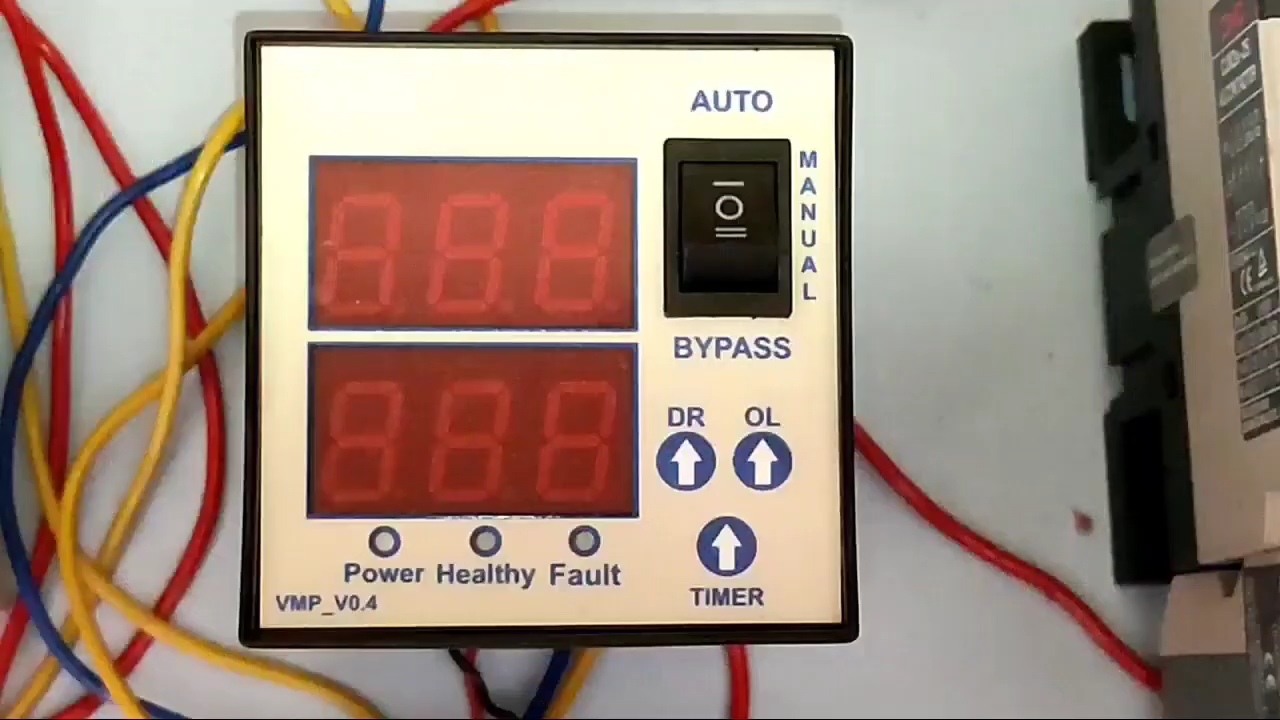 AUTO
MANUAL
BYPASS
DR OL
TIMER
Power Healthy Fault
VMP_V0.4